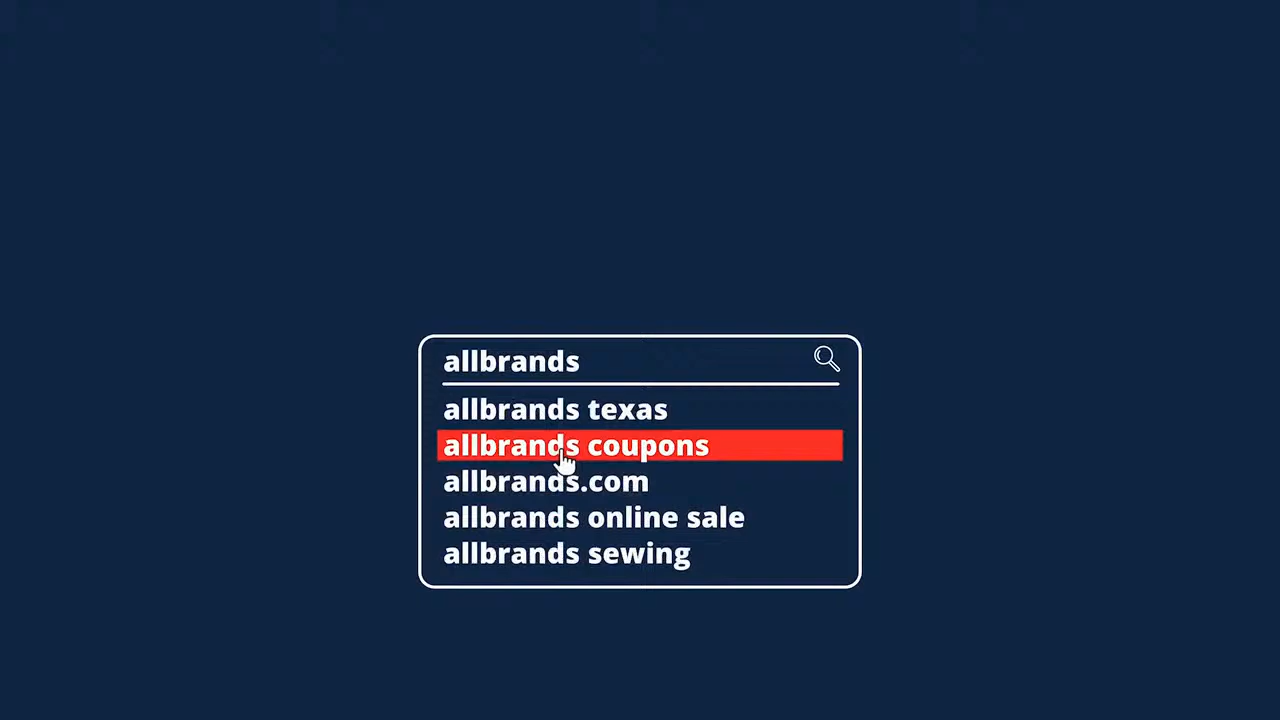 allbrands
allbrands texas
allbrands coupons
allbrands.com
allbrands online sale
allbrands sewing